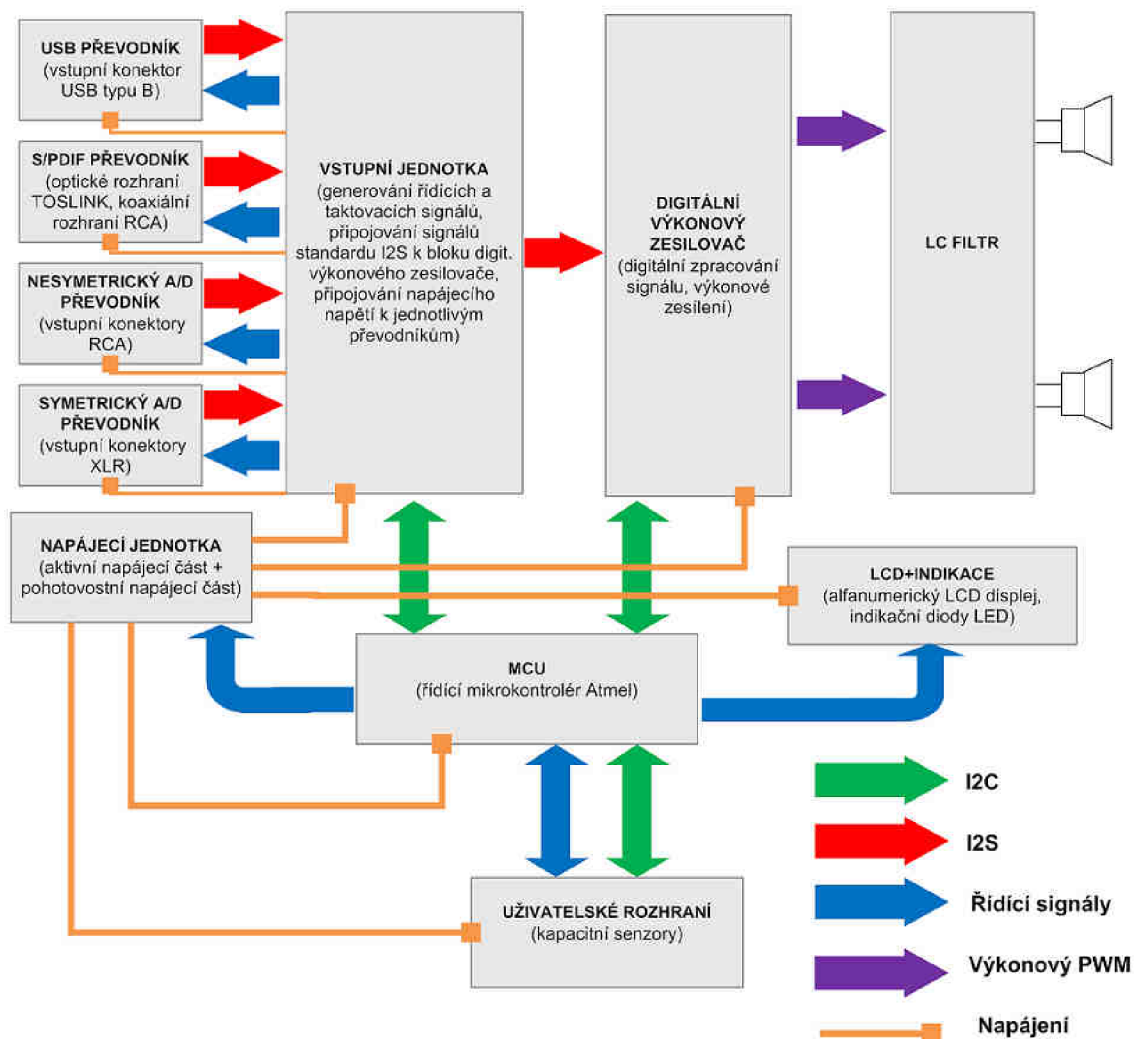 USB PŘEVODNÍK
(vstupní konektor
USB typu B)
S/PDIF PŘEVODNÍK
(optické rozhraní
TOSLINK, koaxiální
rozhraní RCA)
NESYMETRICKÝ A/D
PŘEVODNÍK
(vstupní konektory
RCA)
SYMETRICKÝ A/D
PŘEVODNÍK
(vstupní konektory
XLR)
VSTUPNÍ JEDNOTKA
(generování řídících a
taktovacích signálů,
připojování signálů
standardu I2S k bloku digit.
výkonového zesilovače,
připojování napájecího
napětí k jednotlivým
převodníkům)
DIGITÁLNÍ
VÝKONOVÝ
ZESILOVAČ
(digitální zpracování
signálu, výkonové
zesílení)
LC FILTR
NAPÁJECÍ JEDNOTKA
(aktivní napájecí část +
pohotovostní napájecí část)
LCD+INDIKACE
(alfanumerický LCD displej,
indikační diody LED)
MCU
(řídící mikrokontrolér Atmel)
UŽIVATELSKÉ ROZHRANÍ
(kapacitní senzory)
I2C
I2S
Řídící signály
Výkonový PWM
Napájení